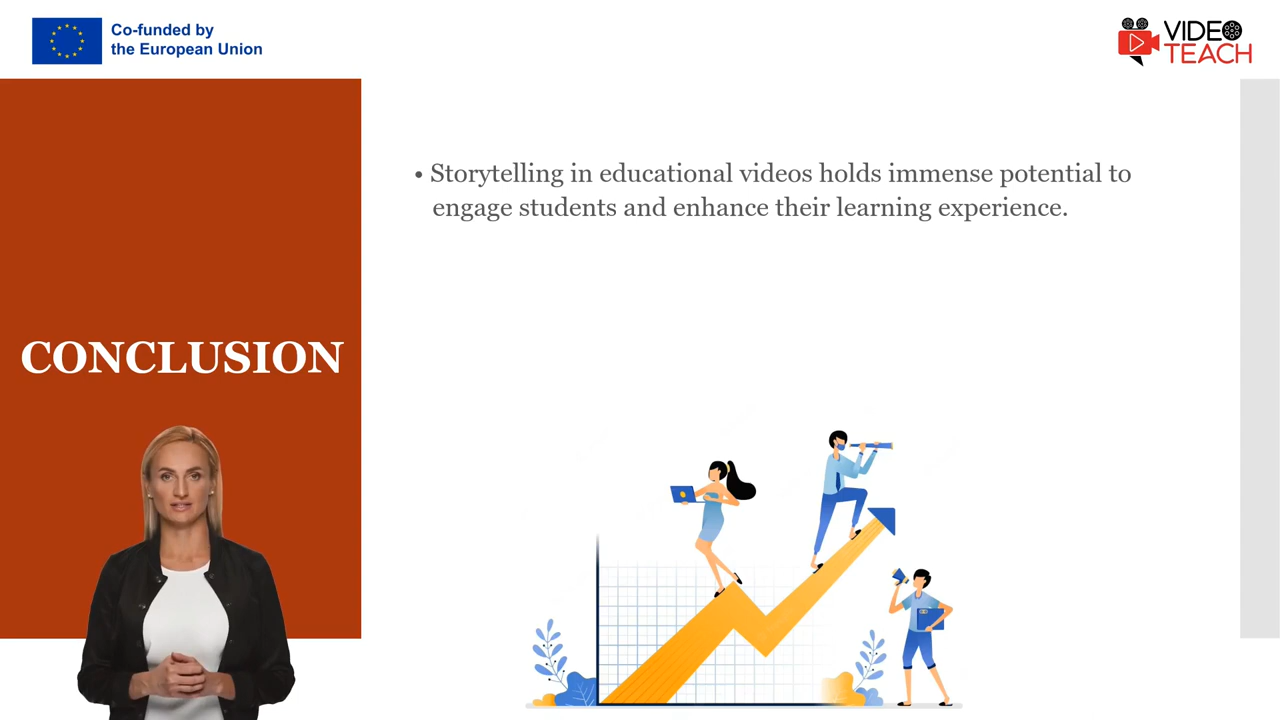 Co-funded by
the European Union
VIDEO
TEACH
• Storytelling in educational videos holds immense potential to
engage students and enhance their learning experience.
CONCLUSION